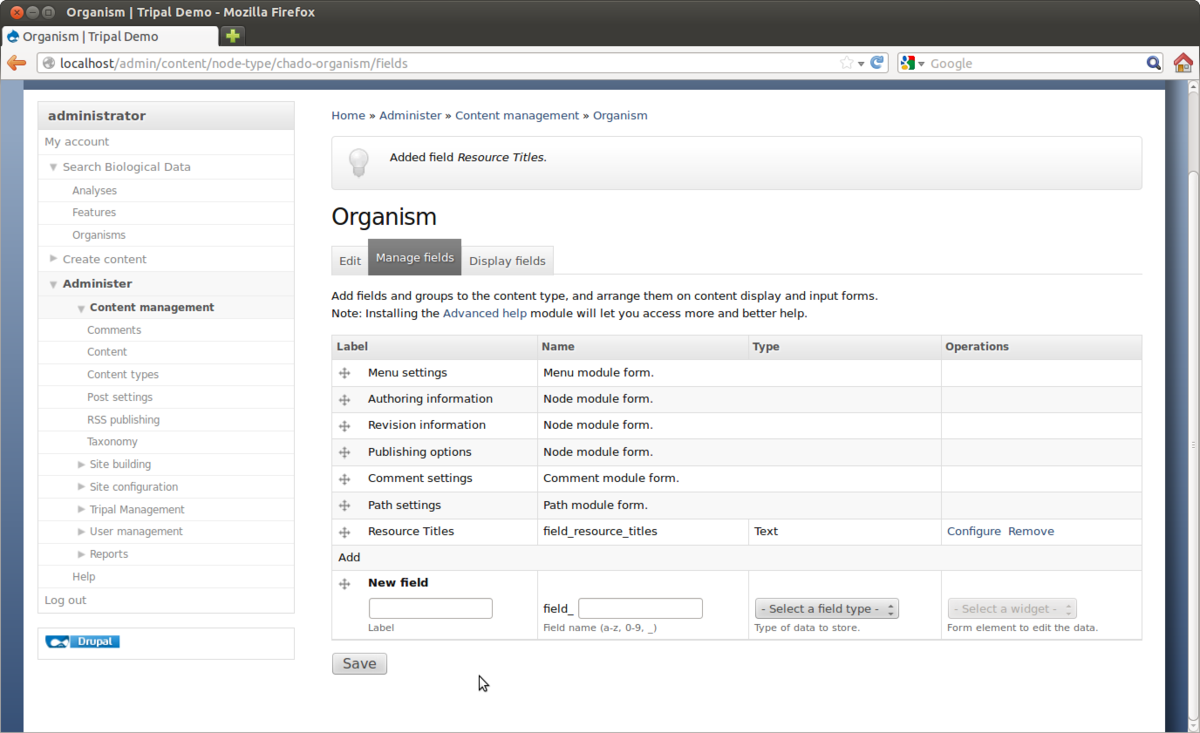 Organism | Tripal Demo - Mozilla Firefox
Organism | Tripal Demo
localhost/admin/content/node-type/chado-organism/fields
Google
administrator
My account
Search Biological Data
Analyses
Features
Organisms
Create content
Administer
Content management
Comments
Content
Content types
Post settings
RSS publishing
Taxonomy
Site building
Site configuration
Tripal Management
User management
Reports
Help
Log out
Drupal
Home » Administer » Content management » Organism
Added field Resource Titles.
Organism
Edit Manage fields Display fields
Add fields and groups to the content type, and arrange them on content display and input forms.
Note: Installing the Advanced help module will let you access more and better help.
Label Name Type Operations
Menu settings Menu module form.
Authoring information Node module form.
Revision information Node module form.
Publishing options Node module form.
Comment settings Comment module form.
Path settings Path module form.
Resource Titles field_resource_titles Text Configure Remove
Add
New field
field_ - Select a field type - - Select a widget -
Label Field name (a-z, 0-9, _) Type of data to store. Form element to edit the data.
Save